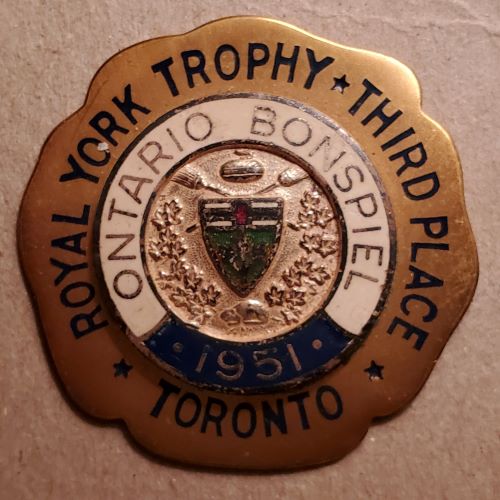 ROYAL YORK TROPHY ★ THIRD PLACE
★ TORONTO ★
ONTARIO BONSPIEL
· 1951 ·